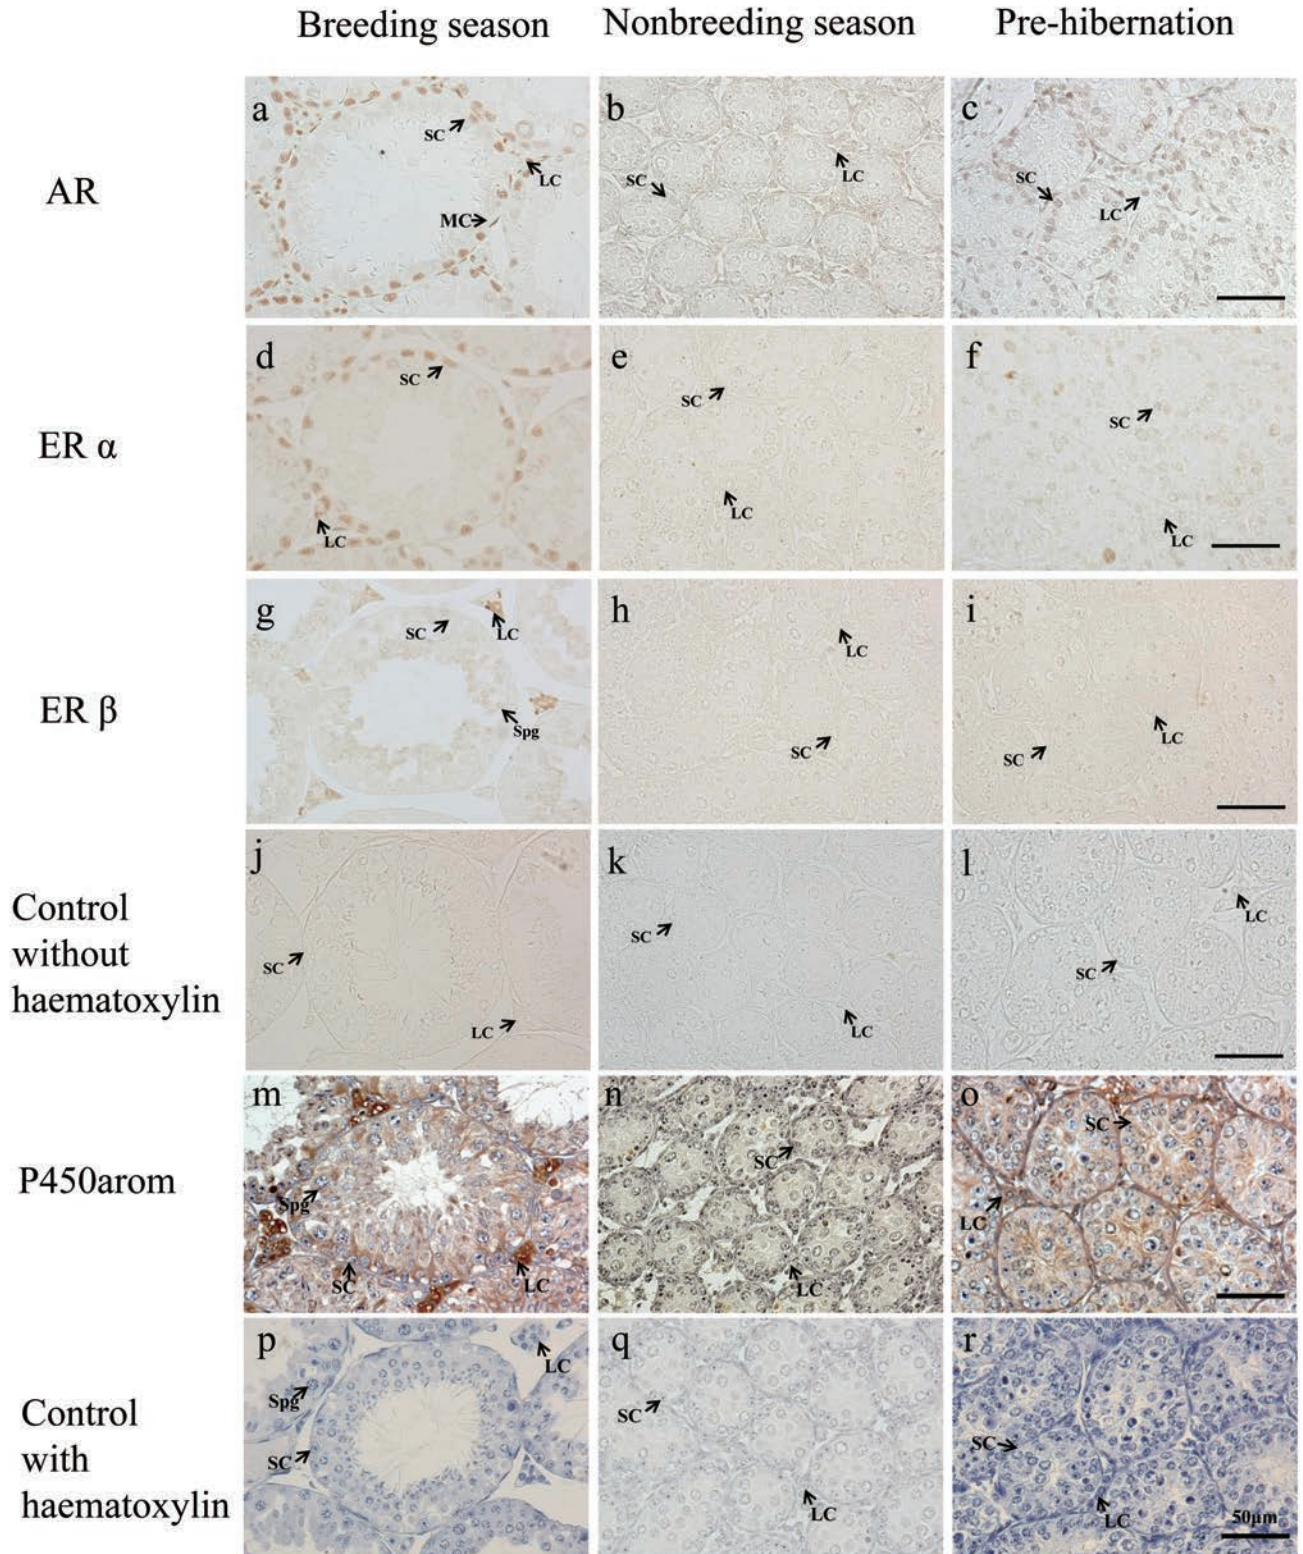 Breeding season Nonbreeding season Pre-hibernation
AR
a
SC
LC
MC
b
SC
LC
c
SC
LC
ER α
d
SC
LC
e
SC
LC
f
SC
LC
ER β
g
SC
LC
Spg
h
LC
SC
i
SC
LC
Control
without
haematoxylin
j
SC
LC
k
SC
LC
l
LC
SC
P450arom
m
Spg
SC
LC
n
SC
LC
o
SC
LC
Control
with
haematoxylin
p
LC
Spg
SC
q
SC
LC
r
SC
LC
50μm